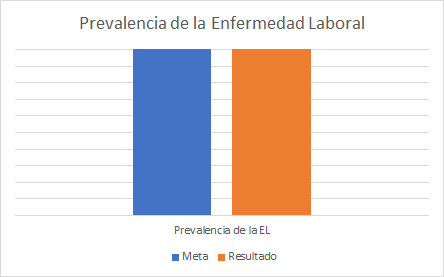 Prevalencia de la Enfermedad Laboral
Prevalencia de la EL
Meta Resultado